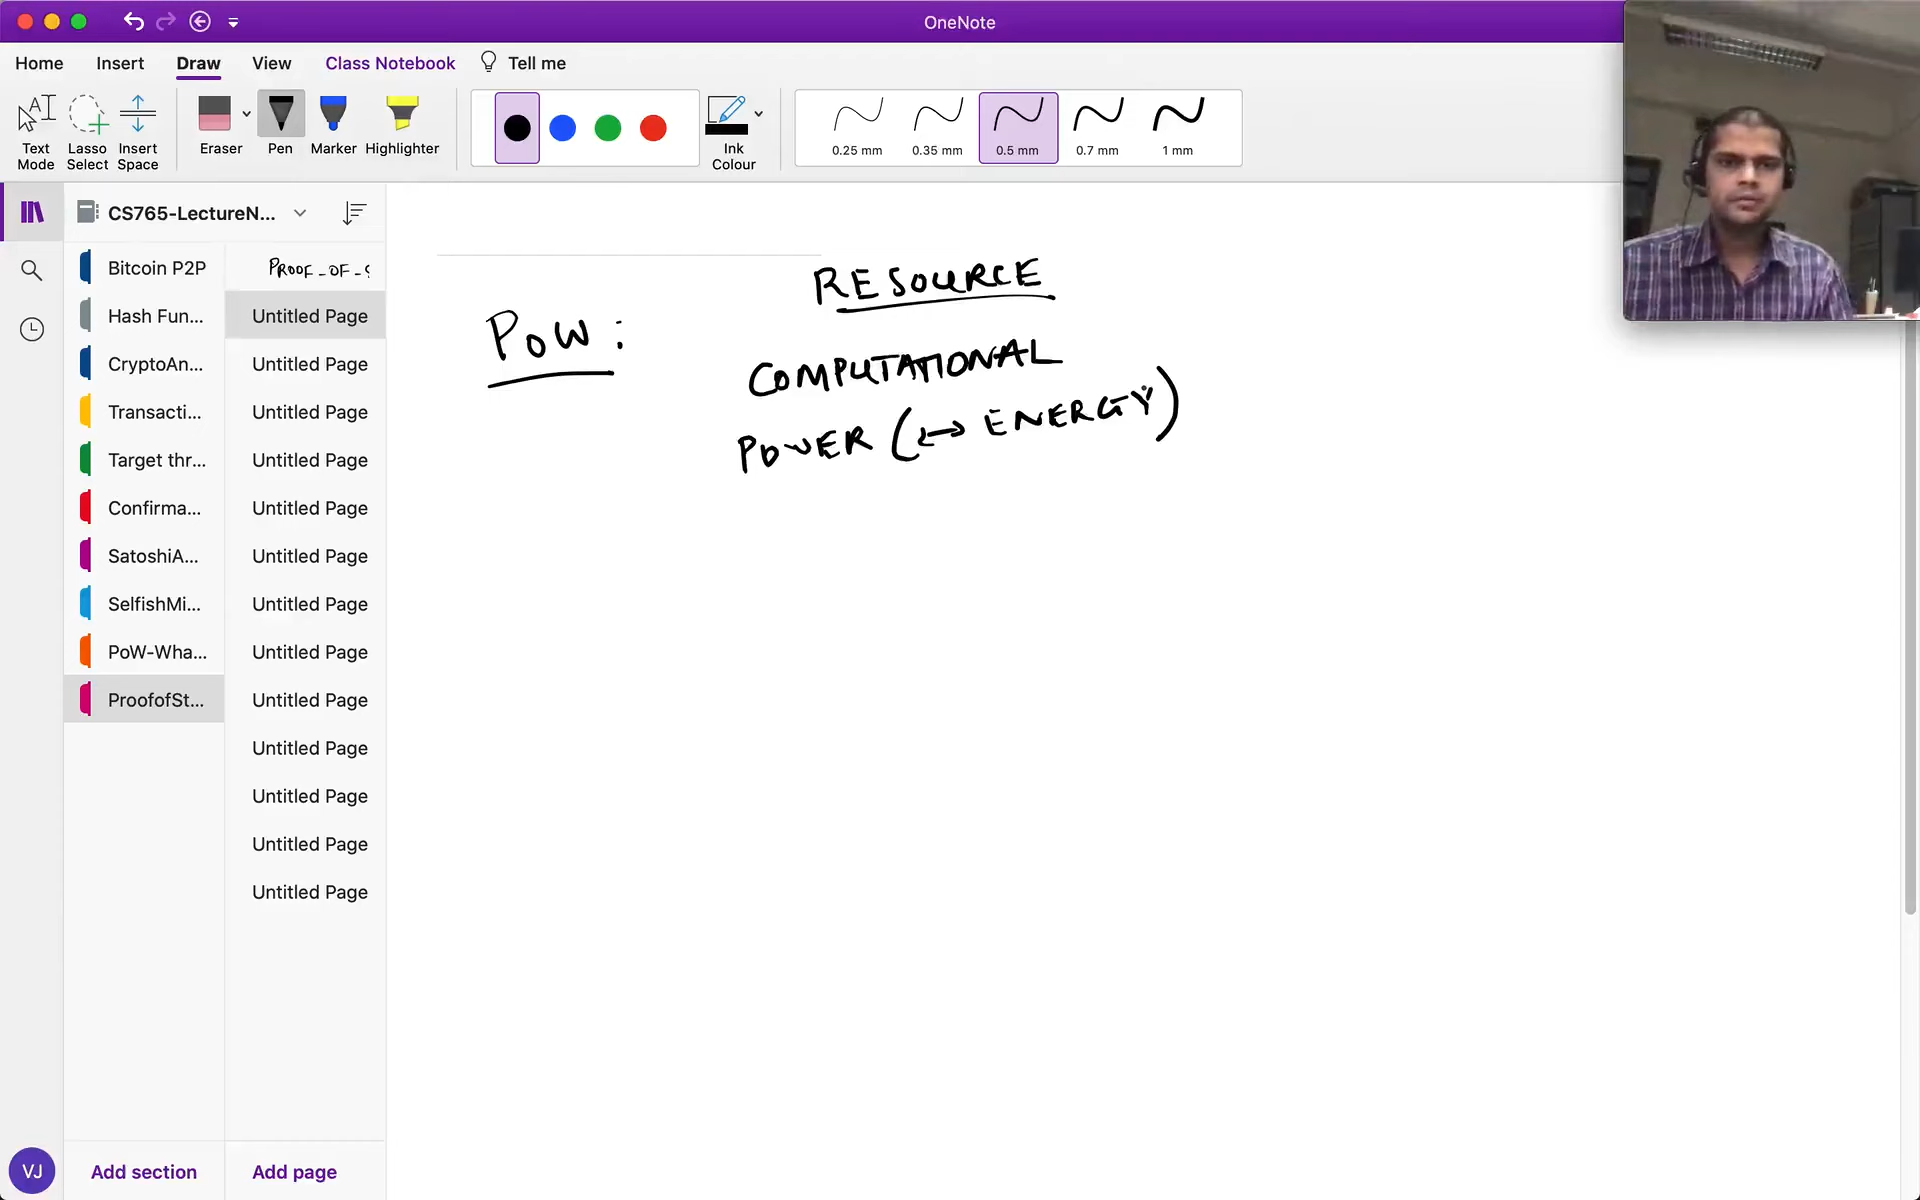 OneNote
Home Insert Draw View Class Notebook Tell me
Text Mode
Lasso Select
Insert Space
Eraser
Pen
Marker
Highlighter
Ink Colour
0.25 mm
0.35 mm
0.5 mm
0.7 mm
1 mm
CS765-LectureN...
Bitcoin P2P
Hash Fun...
CryptoAn...
Transacti...
Target thr...
Confirma...
SatoshiA...
SelfishMi...
PoW-Wha...
ProofofSt...
PROOF-OF-S
Untitled Page
Untitled Page
Untitled Page
Untitled Page
Untitled Page
Untitled Page
Untitled Page
Untitled Page
Untitled Page
Untitled Page
Untitled Page
Untitled Page
Untitled Page
RESOURCE
PoW:
COMPUTATIONAL
POWER (↔ ENERGY)
VJ
Add section
Add page